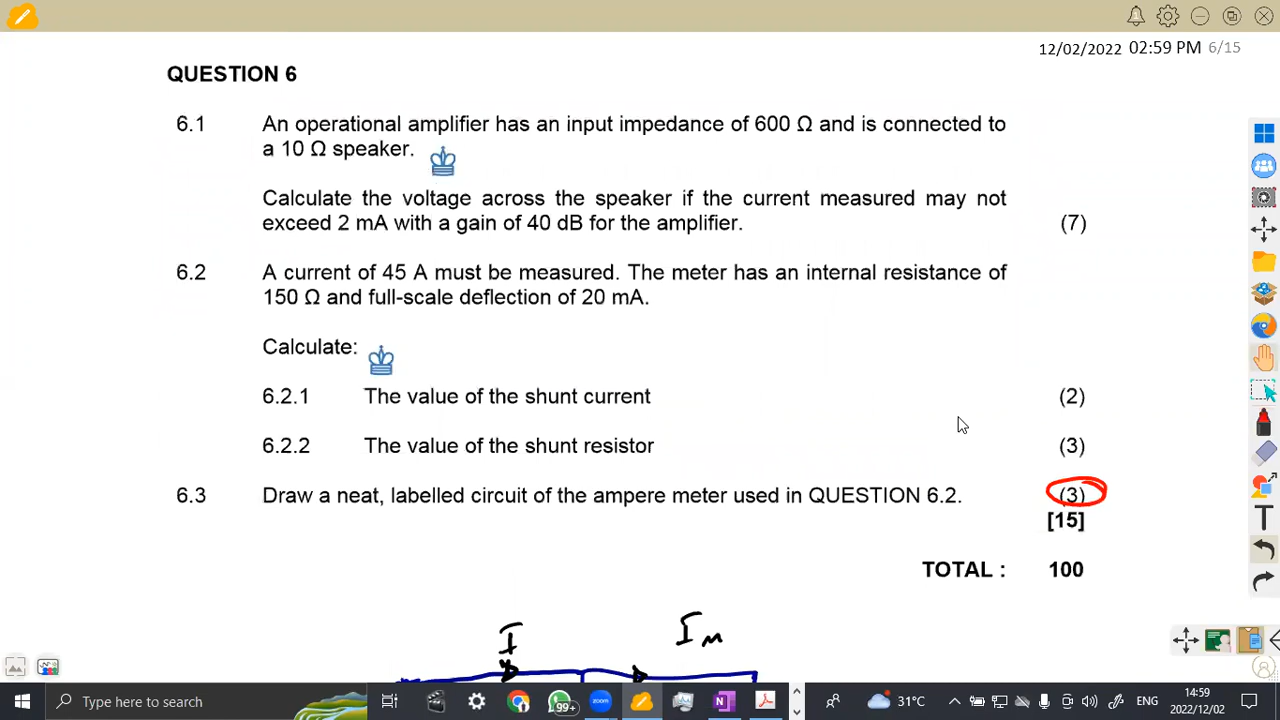 12/02/2022 02:59 PM 6/15
QUESTION 6
6.1 An operational amplifier has an input impedance of 600 Ω and is connected to
a 10 Ω speaker.
Calculate the voltage across the speaker if the current measured may not
exceed 2 mA with a gain of 40 dB for the amplifier. (7)
6.2 A current of 45 A must be measured. The meter has an internal resistance of
150 Ω and full-scale deflection of 20 mA.
Calculate:
6.2.1 The value of the shunt current (2)
6.2.2 The value of the shunt resistor (3)
6.3 Draw a neat, labelled circuit of the ampere meter used in QUESTION 6.2. (3)
[15]
TOTAL : 100
I Im
T
Type here to search
99+
zoom
N
31°C
ENG
14:59
2022/12/02